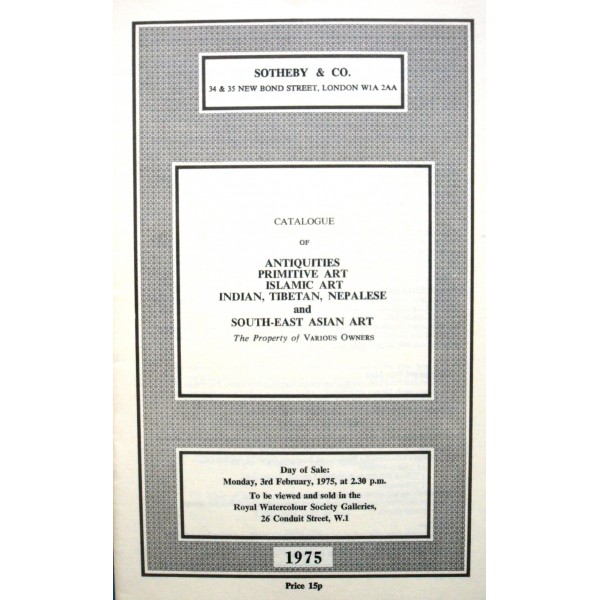 SOTHEBY & CO.
34 & 35 NEW BOND STREET, LONDON W1A 2AA
CATALOGUE
OF
ANTIQUITIES
PRIMITIVE ART
ISLAMIC ART
INDIAN, TIBETAN, NEPALESE
and
SOUTH-EAST ASIAN ART
The Property of VARIOUS OWNERS
Day of Sale:
Monday, 3rd February, 1975, at 2.30 p.m.
To be viewed and sold in the
Royal Watercolour Society Galleries,
26 Conduit Street, W.1
1975
Price 15p